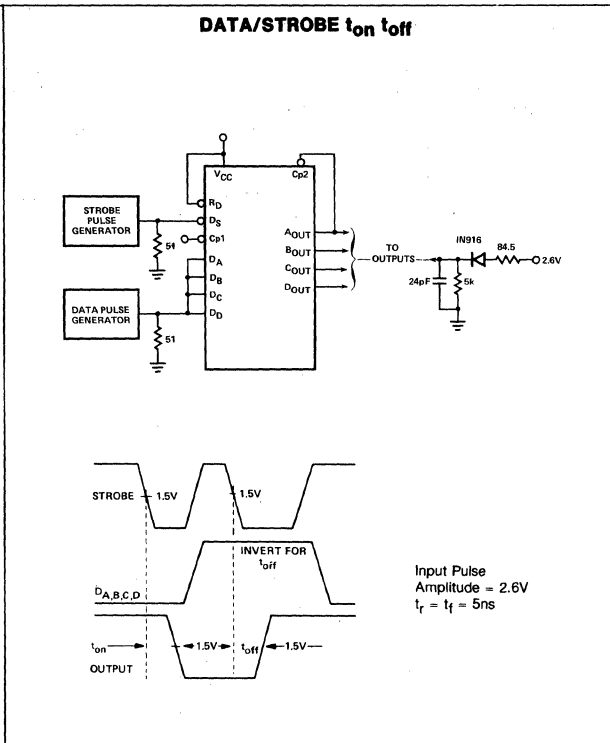 DATA/STROBE ton toff
VCC
Cp2
RD
STROBE
PULSE
GENERATOR
DS
51
Cp1
DA
DB
DC
DD
DATA PULSE
GENERATOR
51
AOUT
BOUT
COUT
DOUT
TO
OUTPUTS
IN916
84.5
2.6V
24pF
5k
STROBE
1.5V
1.5V
INVERT FOR
toff
DA,B,C,D
ton
1.5V
toff
1.5V
OUTPUT
Input Pulse
Amplitude = 2.6V
tr = tf = 5ns